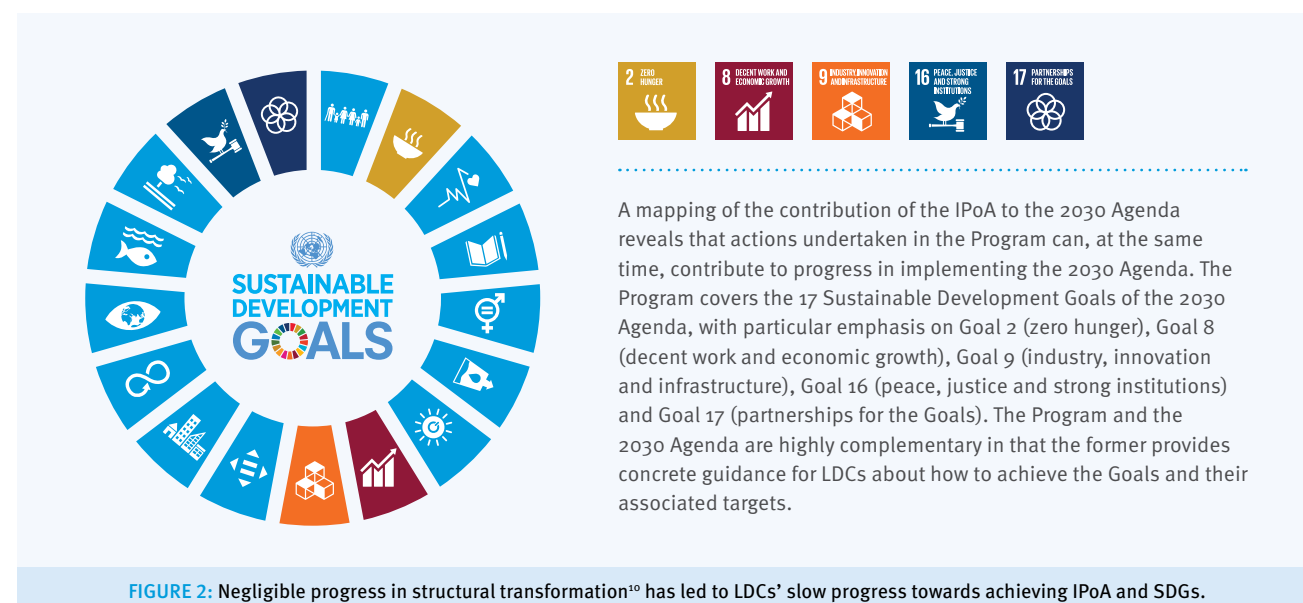 SUSTAINABLE
DEVELOPMENT
GOALS
2 ZERO
HUNGER
8 DECENT WORK AND
ECONOMIC GROWTH
9 INDUSTRY, INNOVATION
AND INFRASTRUCTURE
16 PEACE, JUSTICE
AND STRONG
INSTITUTIONS
17 PARTNERSHIPS
FOR THE GOALS
A mapping of the contribution of the IPoA to the 2030 Agenda
reveals that actions undertaken in the Program can, at the same
time, contribute to progress in implementing the 2030 Agenda. The
Program covers the 17 Sustainable Development Goals of the 2030
Agenda, with particular emphasis on Goal 2 (zero hunger), Goal 8
(decent work and economic growth), Goal 9 (industry, innovation
and infrastructure), Goal 16 (peace, justice and strong institutions)
and Goal 17 (partnerships for the Goals). The Program and the
2030 Agenda are highly complementary in that the former provides
concrete guidance for LDCs about how to achieve the Goals and their
associated targets.
FIGURE 2: Negligible progress in structural transformation¹⁰ has led to LDCs’ slow progress towards achieving IPoA and SDGs.